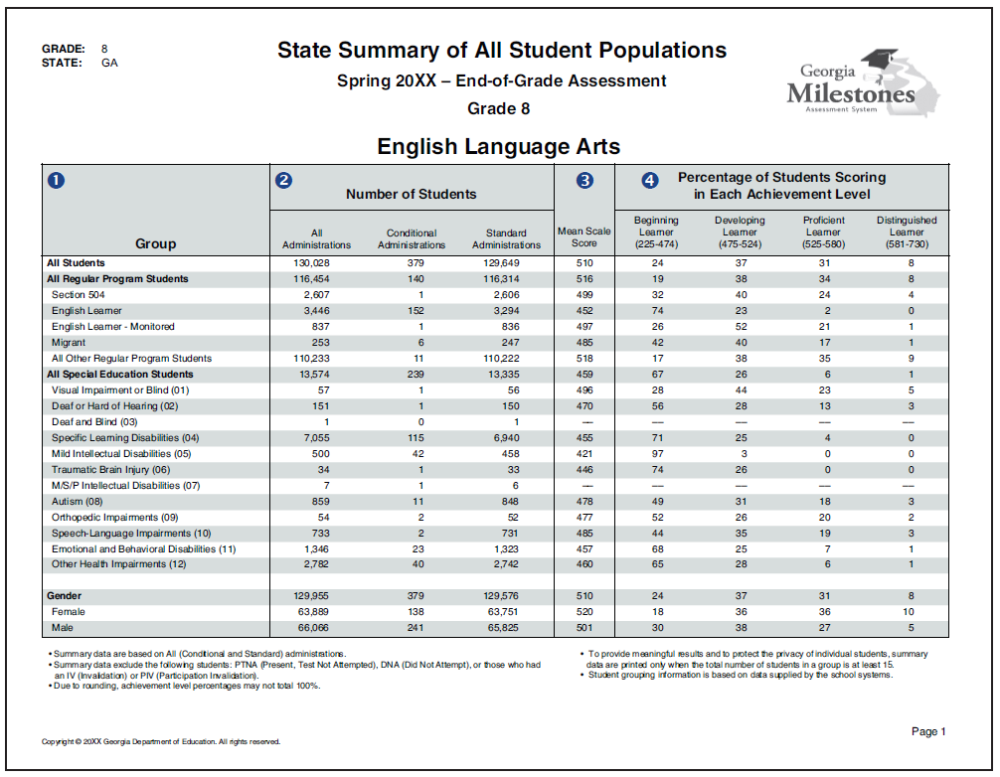 GRADE: 8
STATE: GA
State Summary of All Student Populations
Spring 20XX – End-of-Grade Assessment
Grade 8
Georgia
Milestones
Assessment System
English Language Arts
1 2 3 4 Percentage of Students Scoring
Number of Students in Each Achievement Level
Group All Administrations Conditional Administrations Standard Administrations Mean Scale Score Beginning Learner (225-474) Developing Learner (475-524) Proficient Learner (525-580) Distinguished Learner (581-730)
All Students 130,028 379 129,649 510 24 37 31 8
All Regular Program Students 116,454 140 116,314 516 19 38 34 8
Section 504 2,607 1 2,606 499 32 40 24 4
English Learner 3,446 152 3,294 452 74 23 2 0
English Learner - Monitored 837 1 836 497 26 52 21 1
Migrant 253 6 247 485 42 40 17 1
All Other Regular Program Students 110,233 11 110,222 518 17 38 35 9
All Special Education Students 13,574 239 13,335 459 67 26 6 1
Visual Impairment or Blind (01) 57 1 56 496 28 44 23 5
Deaf or Hard of Hearing (02) 151 1 150 470 56 28 13 3
Deaf and Blind (03) 1 0 1 — — — — —
Specific Learning Disabilities (04) 7,055 115 6,940 455 71 25 4 0
Mild Intellectual Disabilities (05) 500 42 458 421 97 3 0 0
Traumatic Brain Injury (06) 34 1 33 446 74 26 0 0
M/S/P Intellectual Disabilities (07) 7 1 6 — — — — —
Autism (08) 859 11 848 478 49 31 18 3
Orthopedic Impairments (09) 54 2 52 477 52 26 20 2
Speech-Language Impairments (10) 733 2 731 485 44 35 19 3
Emotional and Behavioral Disabilities (11) 1,346 23 1,323 457 68 25 7 1
Other Health Impairments (12) 2,782 40 2,742 460 65 28 6 1
Gender 129,955 379 129,576 510 24 37 31 8
Female 63,889 138 63,751 520 18 36 36 10
Male 66,066 241 65,825 501 30 38 27 5
• Summary data are based on All (Conditional and Standard) administrations.
• Summary data exclude the following students: PTNA (Present, Test Not Attempted), DNA (Did Not Attempt), or those who had
an IV (Invalidation) or PIV (Participation Invalidation).
• Due to rounding, achievement level percentages may not total 100%.
• To provide meaningful results and to protect the privacy of individual students, summary
data are printed only when the total number of students in a group is at least 15.
• Student grouping information is based on data supplied by the school systems.
Page 1
Copyright © 20XX Georgia Department of Education. All rights reserved.